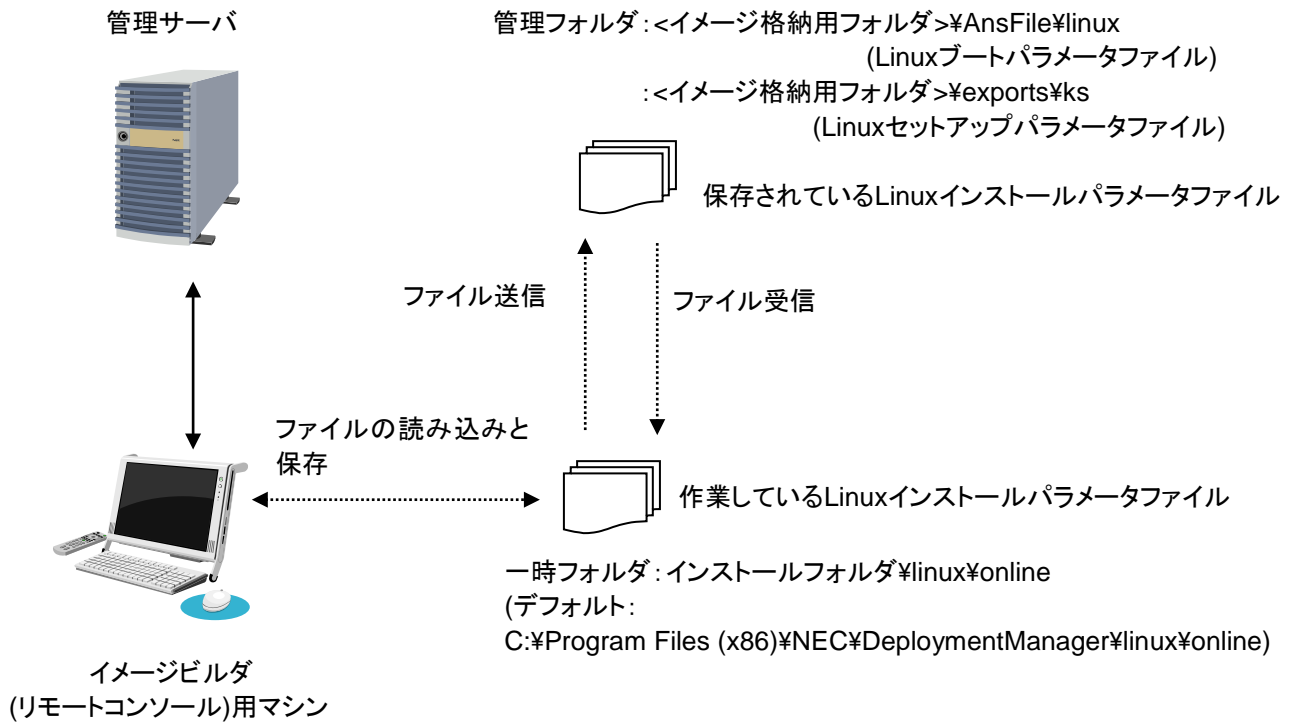 管理サーバ
管理フォルダ:<イメージ格納用フォルダ>¥AnsFile¥linux
(Linuxブートパラメータファイル)
:<イメージ格納用フォルダ>¥exports¥ks
(Linuxセットアップパラメータファイル)
保存されているLinuxインストールパラメータファイル
ファイル送信
ファイル受信
ファイルの読み込みと
保存
作業しているLinuxインストールパラメータファイル
一時フォルダ:インストールフォルダ¥linux¥online
(デフォルト:
C:¥Program Files (x86)¥NEC¥DeploymentManager¥linux¥online)
イメージビルダ
(リモートコンソール)用マシン